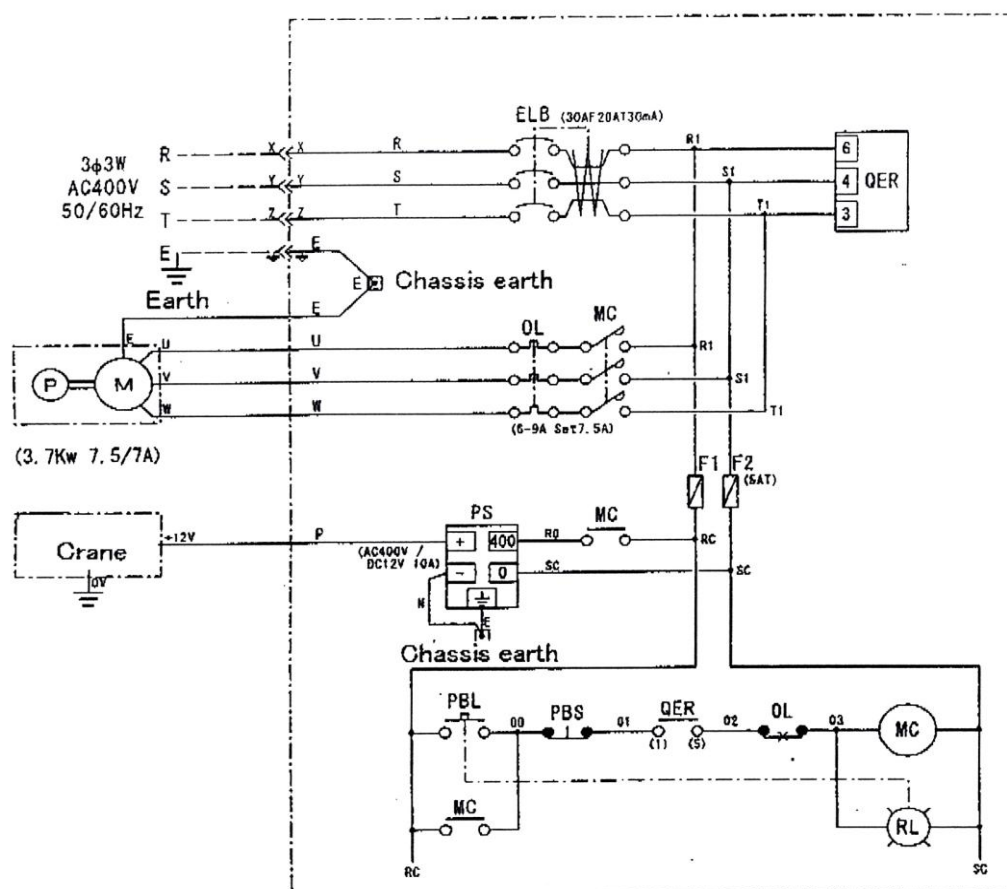 ELB (30AF20AT30mA)
3φ3W
AC400V
50/60Hz
R X X R R1 6
S Y Y S S1 4 QER
T Z Z T T1 3
E E
E Chassis earth
Earth
E E
U U OL MC R1
P M V V S1
W W T1
(6-9A Set7.5A)
(3.7Kw 7.5/7A)
F1 F2
(5AT)
PS MC
Crane +12V P + 400 R0 RC
(AC400V /
DC12V 10A)
- 0 SC SC
0V
N E
Chassis earth
PBL 00 PBS 01 QER 02 OL 03 MC
(1) (5)
MC RL
RC SC